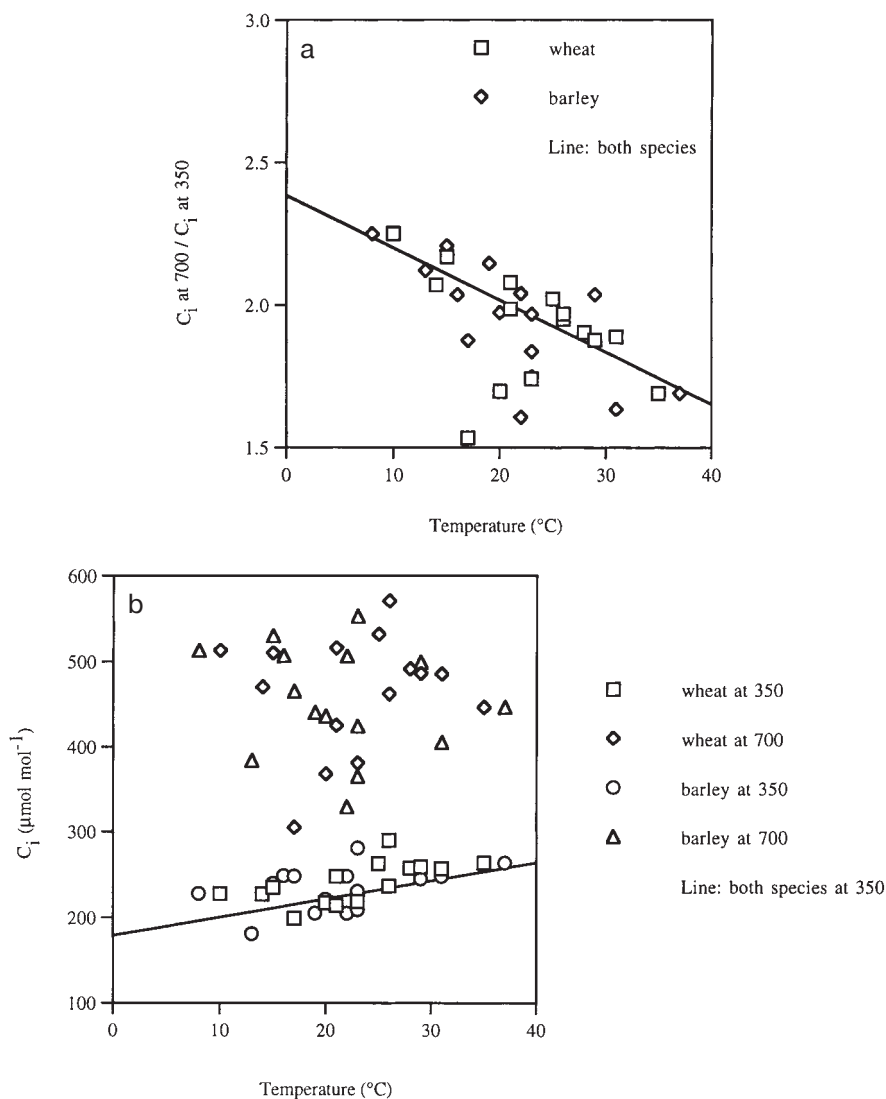 a
3.0
2.5
2.0
1.5
C_i at 700 / C_i at 350
wheat
barley
Line: both species
0 10 20 30 40
Temperature (°C)
b
600
500
400
300
200
100
C_i (μmol mol⁻¹)
0 10 20 30 40
Temperature (°C)
wheat at 350
wheat at 700
barley at 350
barley at 700
Line: both species at 350